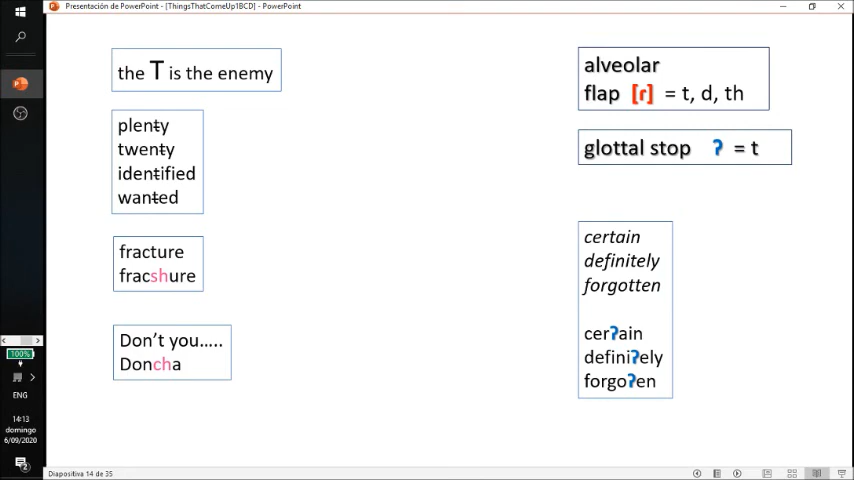 Presentación de PowerPoint - [ThingsThatComeUp1BCD] - PowerPoint
the T is the enemy
plenty
twenty
identified
wanted
fracture
fracshure
Don't you…..
Doncha
alveolar
flap [ɾ] = t, d, th
glottal stop ʔ = t
certain
definitely
forgotten
cerʔain
definiʔely
forgoʔen
100%
ENG
14:13
domingo
6/09/2020
2
Diapositiva 14 de 35